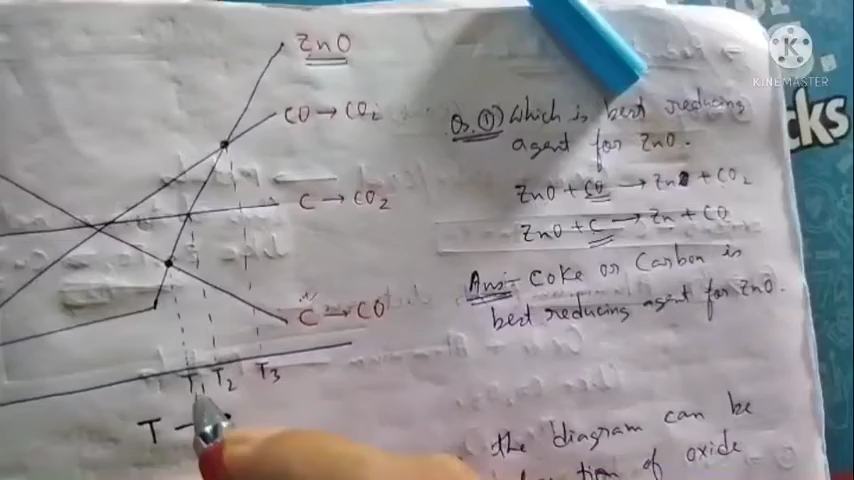 ZnO
CO → CO₂
C → CO₂
C → CO
T₁ T₂ T₃
T →
Qs. ① Which is best reducing
agent for ZnO.
ZnO + CO → Zn + CO₂
ZnO + C → Zn + CO
Ans:- Coke or Carbon is
best reducing agent for ZnO.
the diagram can be
tion of oxide
K
KINEMASTER
cks